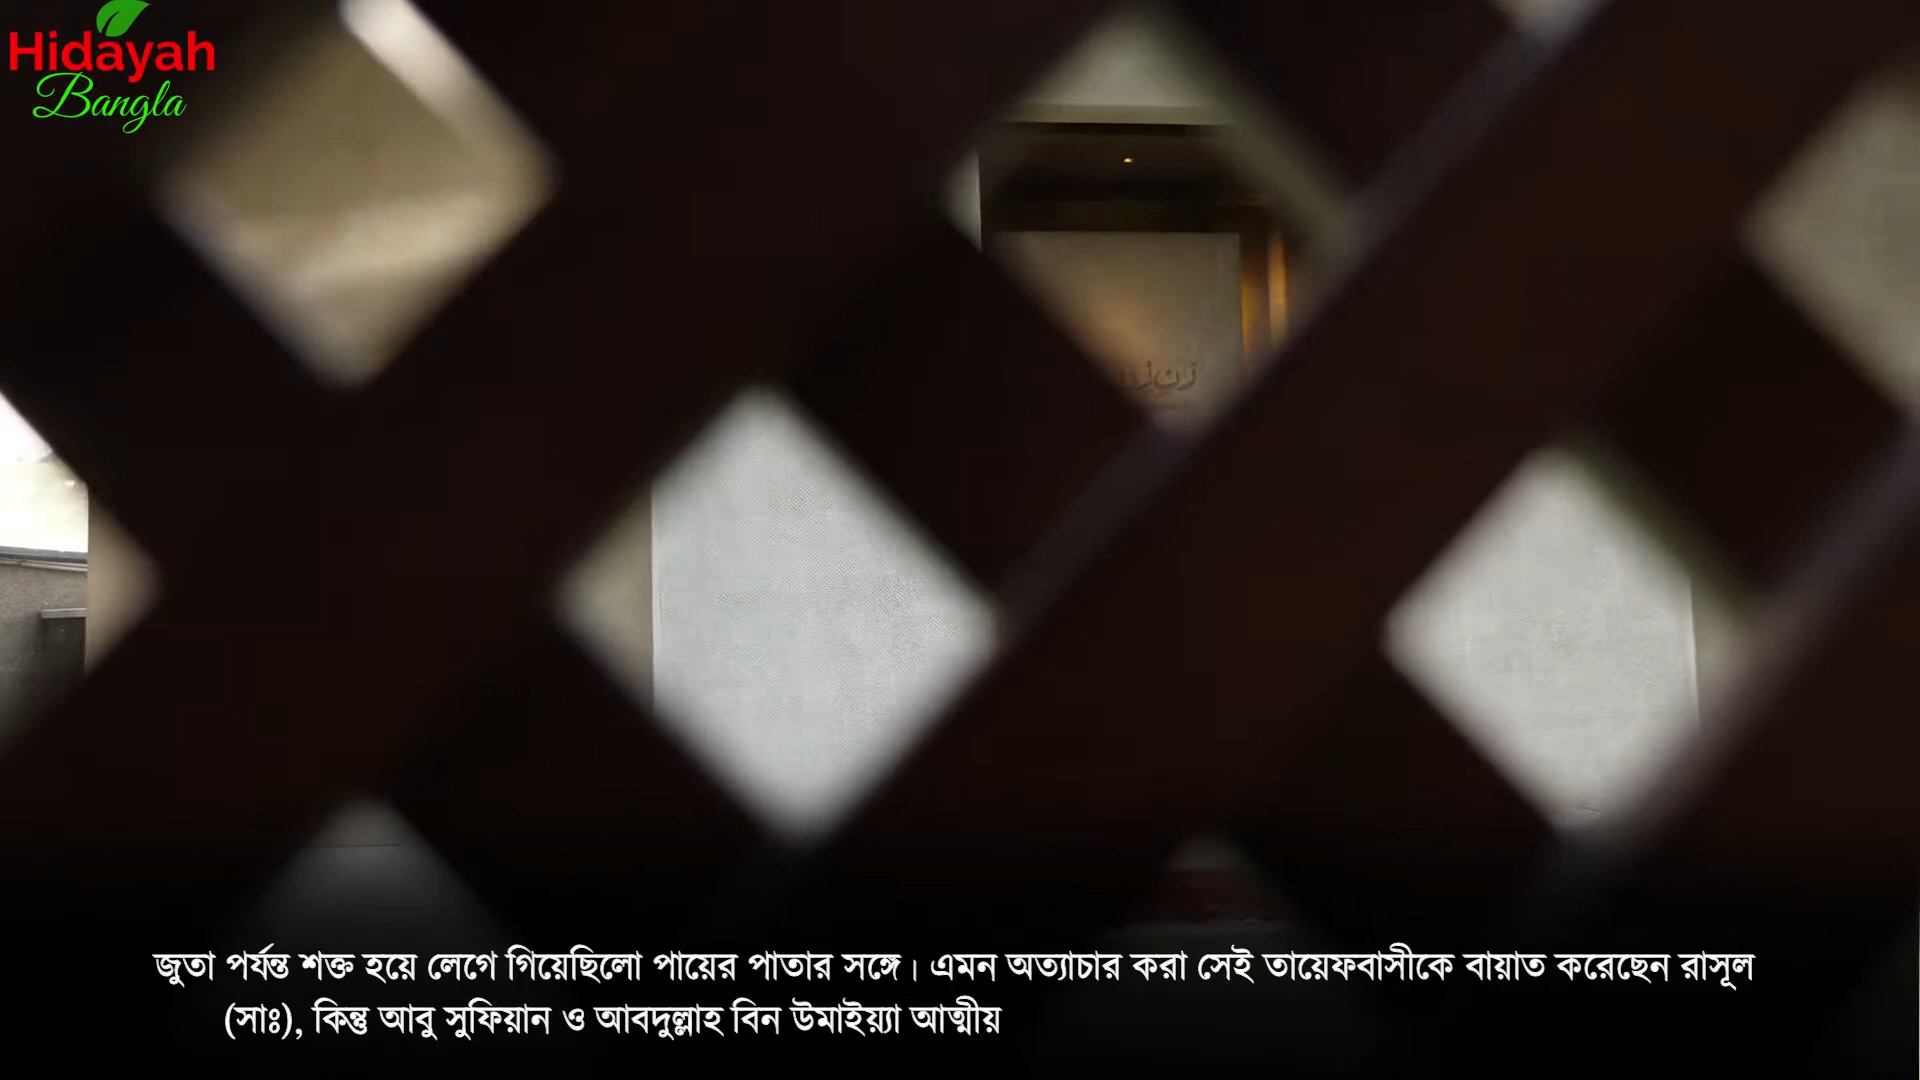 Hidayah
Bangla
জুতা পর্যন্ত শক্ত হয়ে লেগে গিয়েছিলো পায়ের পাতার সঙ্গে। এমন অত্যাচার করা সেই তায়েফবাসীকে বায়াত করেছেন রাসূল
(সাঃ), কিন্তু আবু সুফিয়ান ও আবদুল্লাহ বিন উমাইয়্যা আত্মীয়